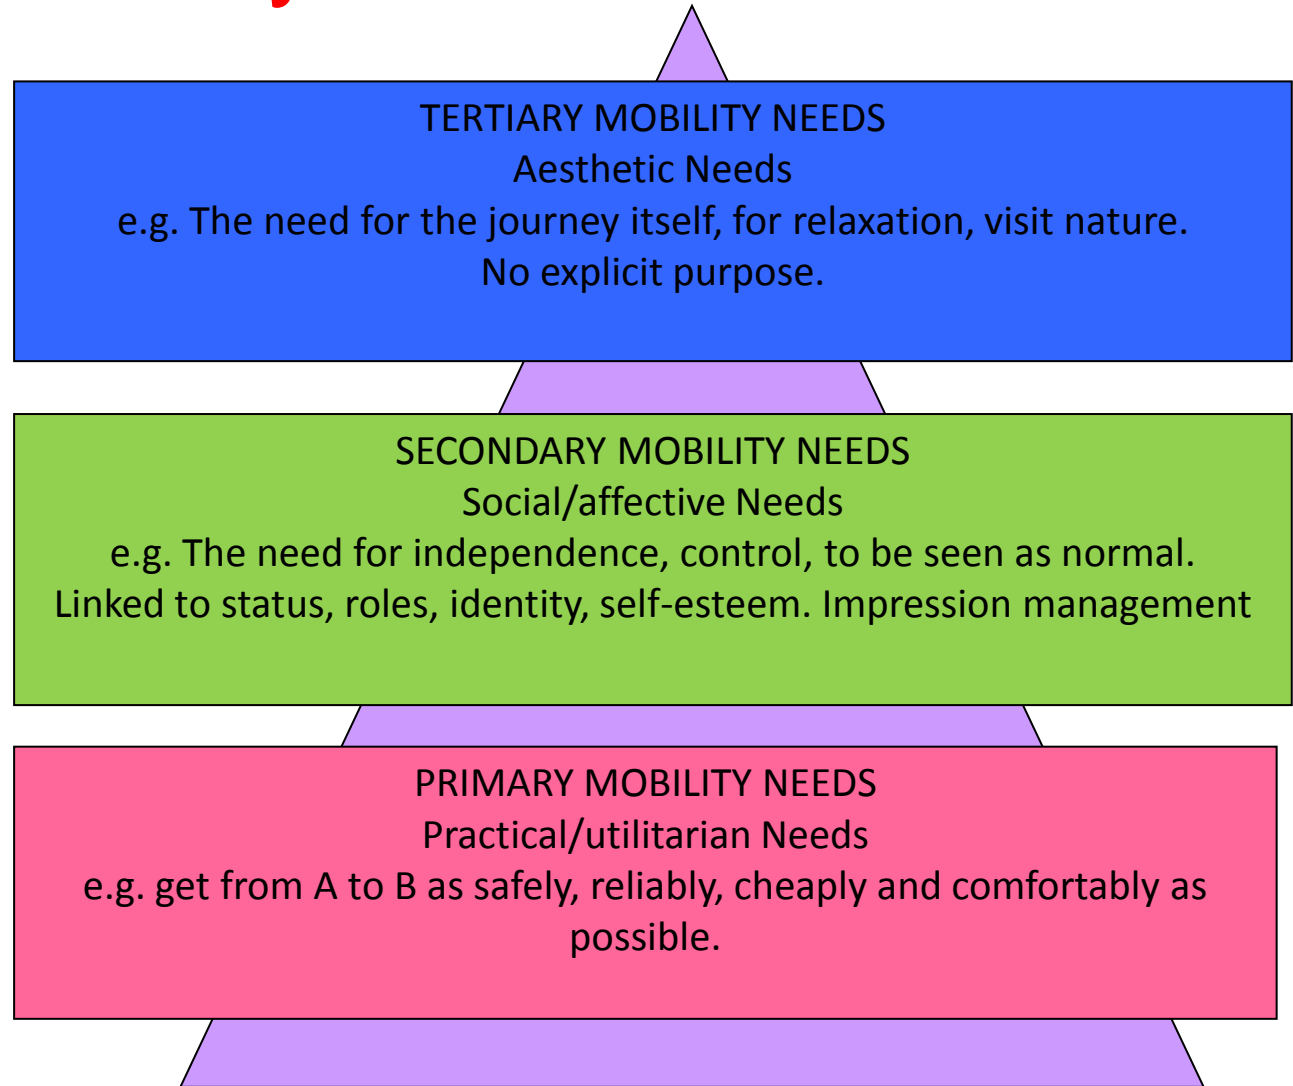 TERTIARY MOBILITY NEEDS
Aesthetic Needs
e.g. The need for the journey itself, for relaxation, visit nature.
No explicit purpose.
SECONDARY MOBILITY NEEDS
Social/affective Needs
e.g. The need for independence, control, to be seen as normal.
Linked to status, roles, identity, self-esteem. Impression management
PRIMARY MOBILITY NEEDS
Practical/utilitarian Needs
e.g. get from A to B as safely, reliably, cheaply and comfortably as
possible.